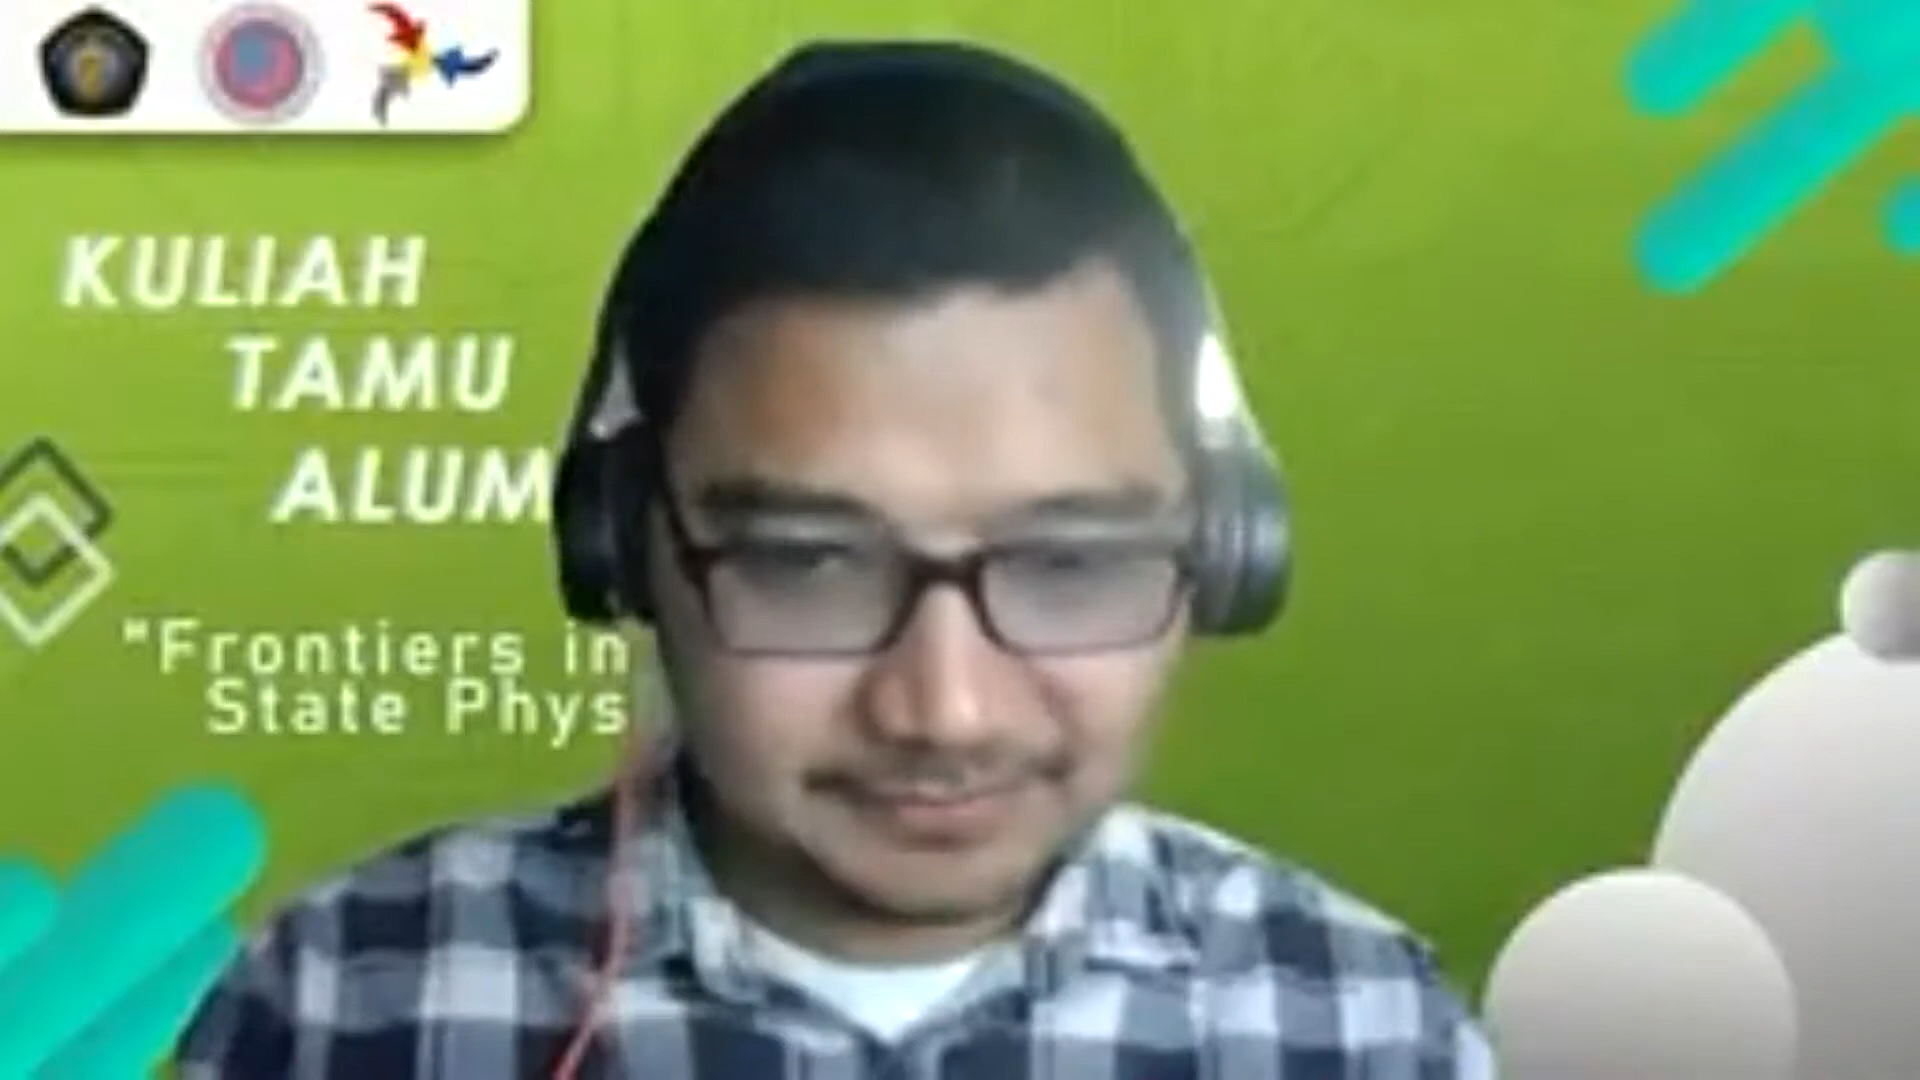 KULIAH
TAMU
ALUM
"Frontiers in
State Phys